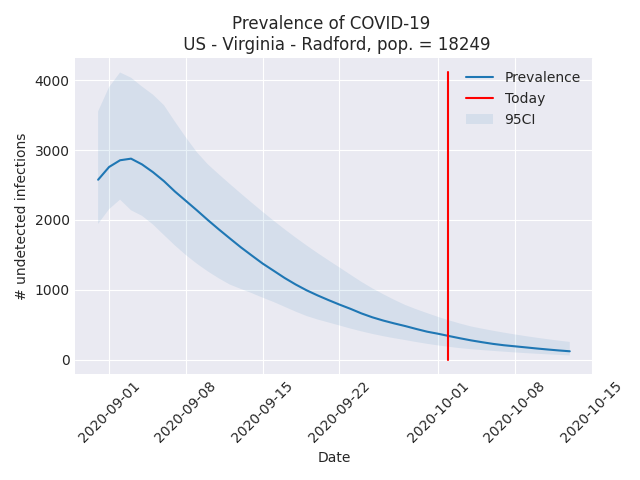 Prevalence of COVID-19
US - Virginia - Radford, pop. = 18249
Prevalence
Today
95CI
# undetected infections
4000
3000
2000
1000
0
2020-09-01
2020-09-08
2020-09-15
2020-09-22
2020-10-01
2020-10-08
2020-10-15
Date